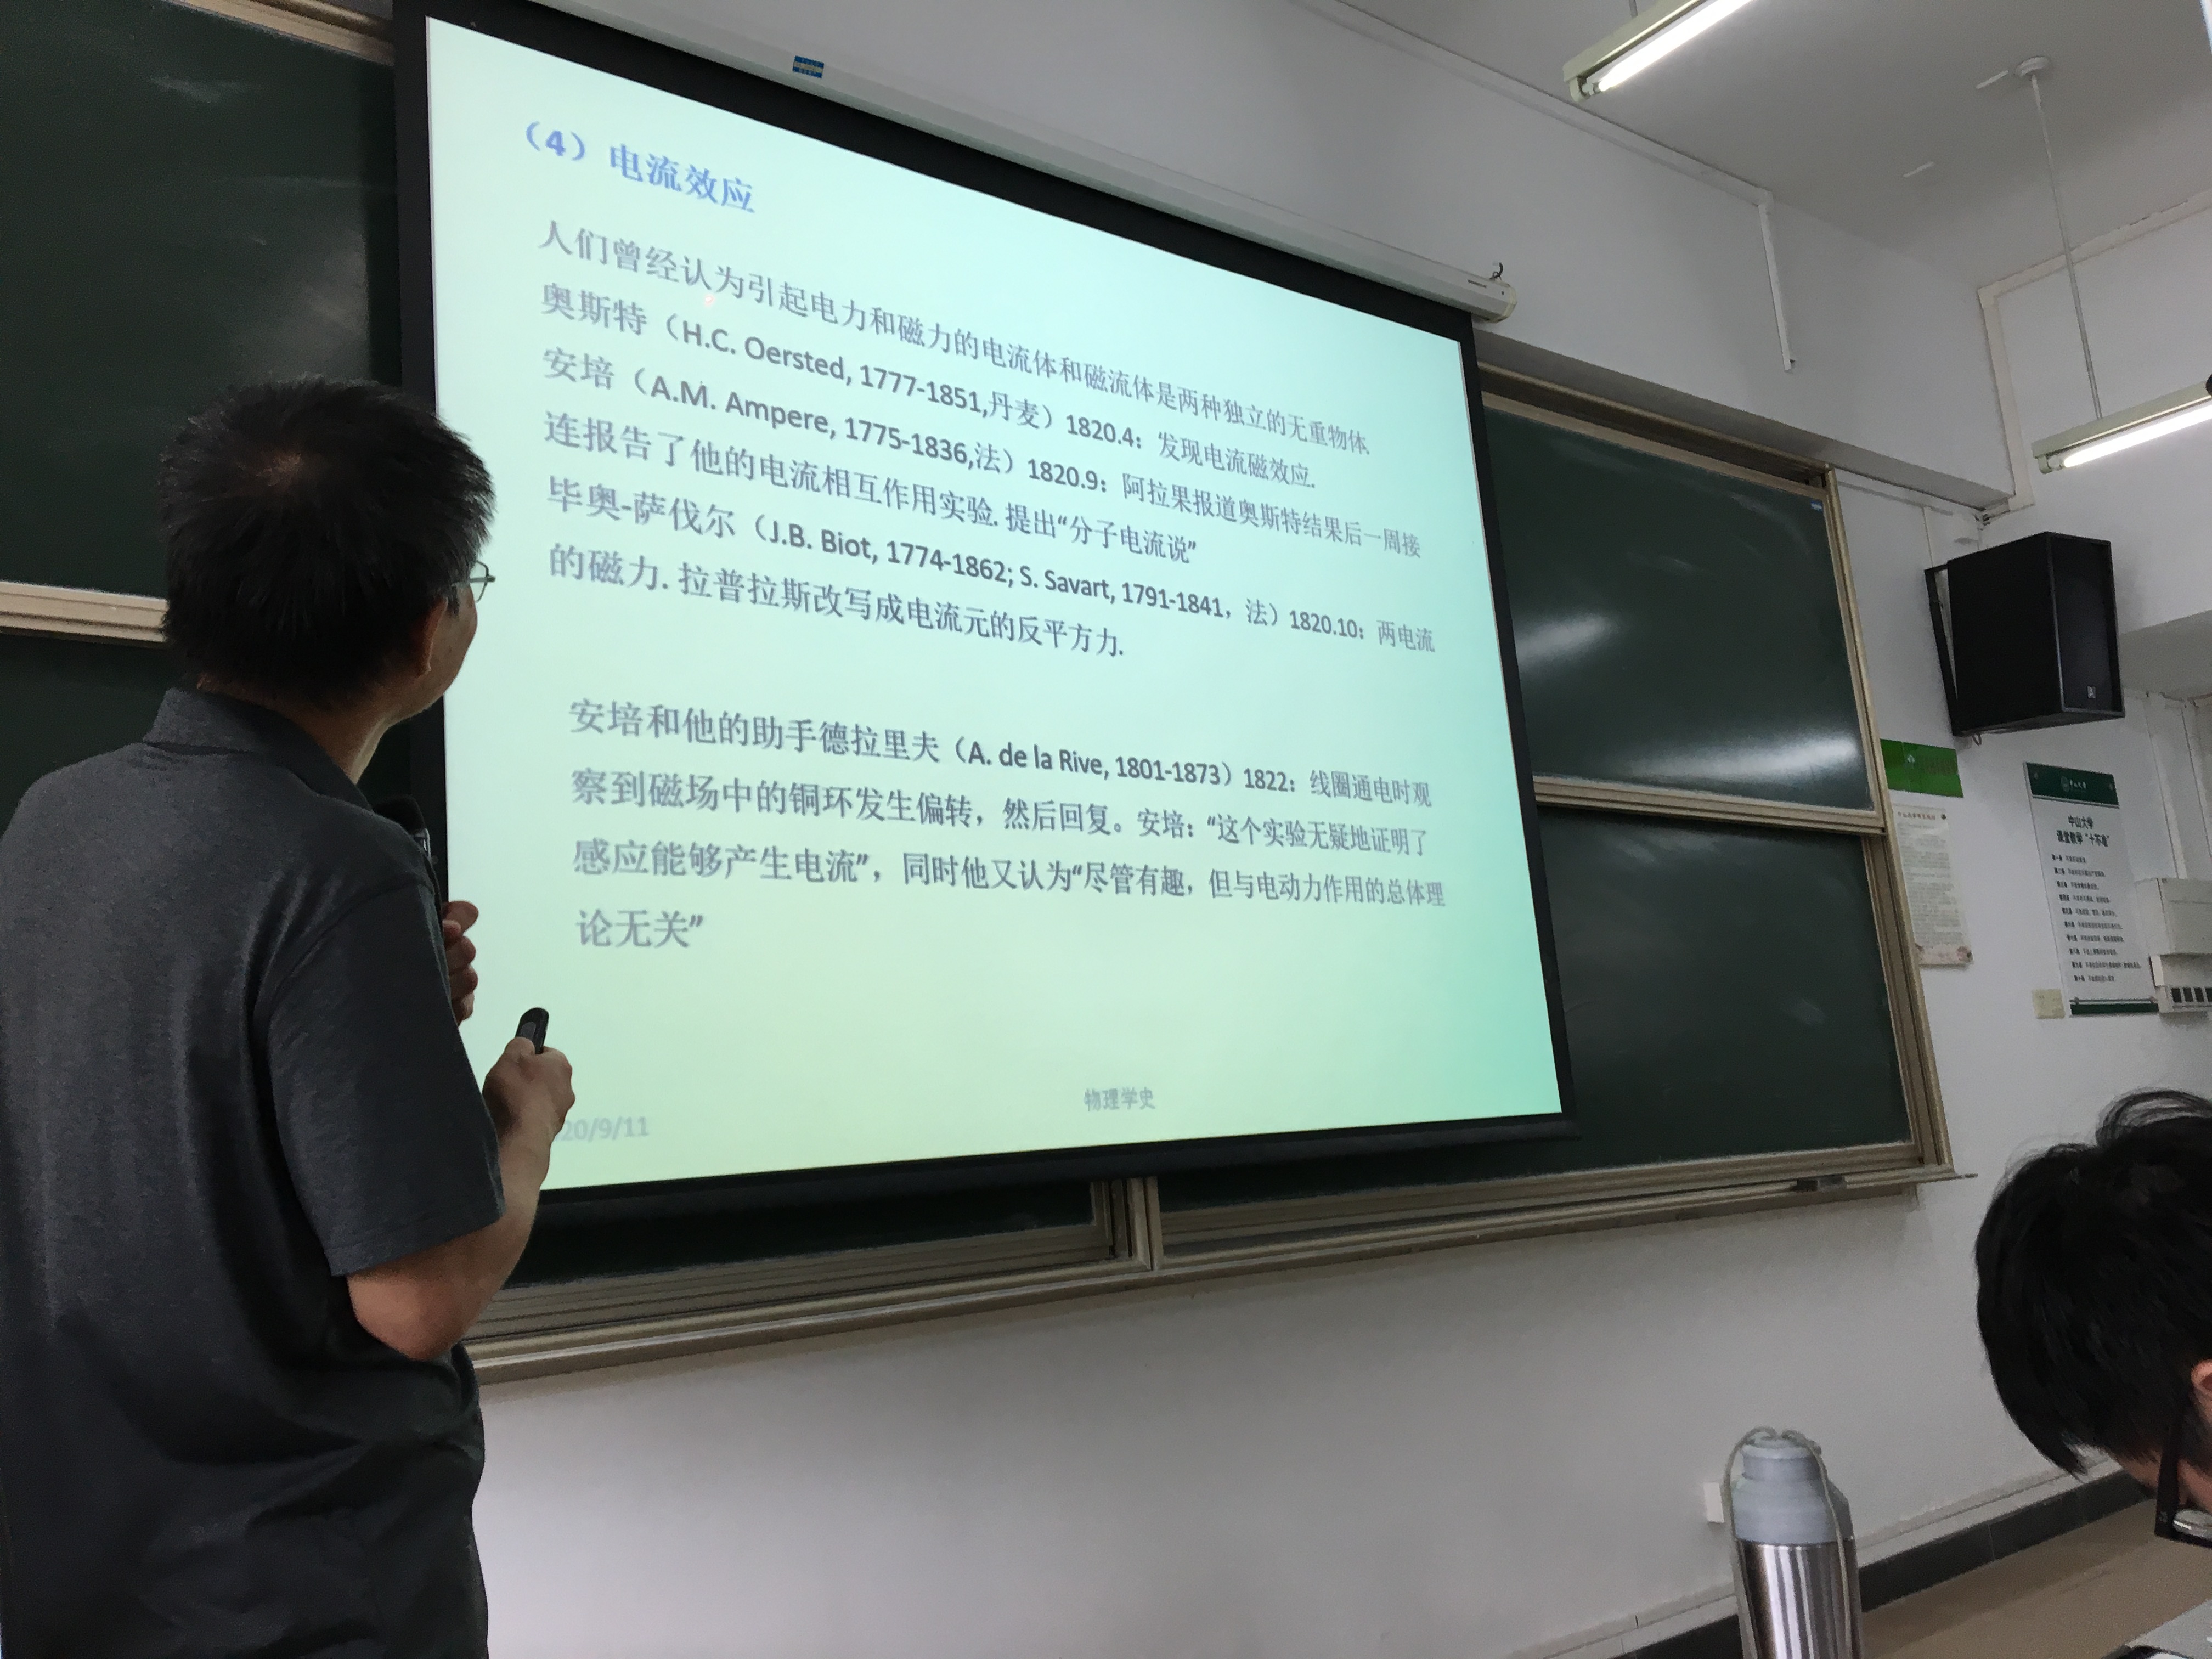 （4）电流效应
人们曾经认为引起电力和磁力的电流体和磁流体是两种独立的无重物体.
奥斯特（H.C. Oersted, 1777-1851,丹麦）1820.4：发现电流磁效应.
安培（A.M. Ampere, 1775-1836,法）1820.9：阿拉果报道奥斯特结果后一周接
连报告了他的电流相互作用实验. 提出“分子电流说”
毕奥-萨伐尔（J.B. Biot, 1774-1862; S. Savart, 1791-1841，法）1820.10：两电流
的磁力. 拉普拉斯改写成电流元的反平方力.
安培和他的助手德拉里夫（A. de la Rive, 1801-1873）1822：线圈通电时观
察到磁场中的铜环发生偏转，然后回复。安培：“这个实验无疑地证明了
感应能够产生电流”，同时他又认为“尽管有趣，但与电动力作用的总体理
论无关”
20/9/11
物理学史
中山大学
课堂教学“十不准”